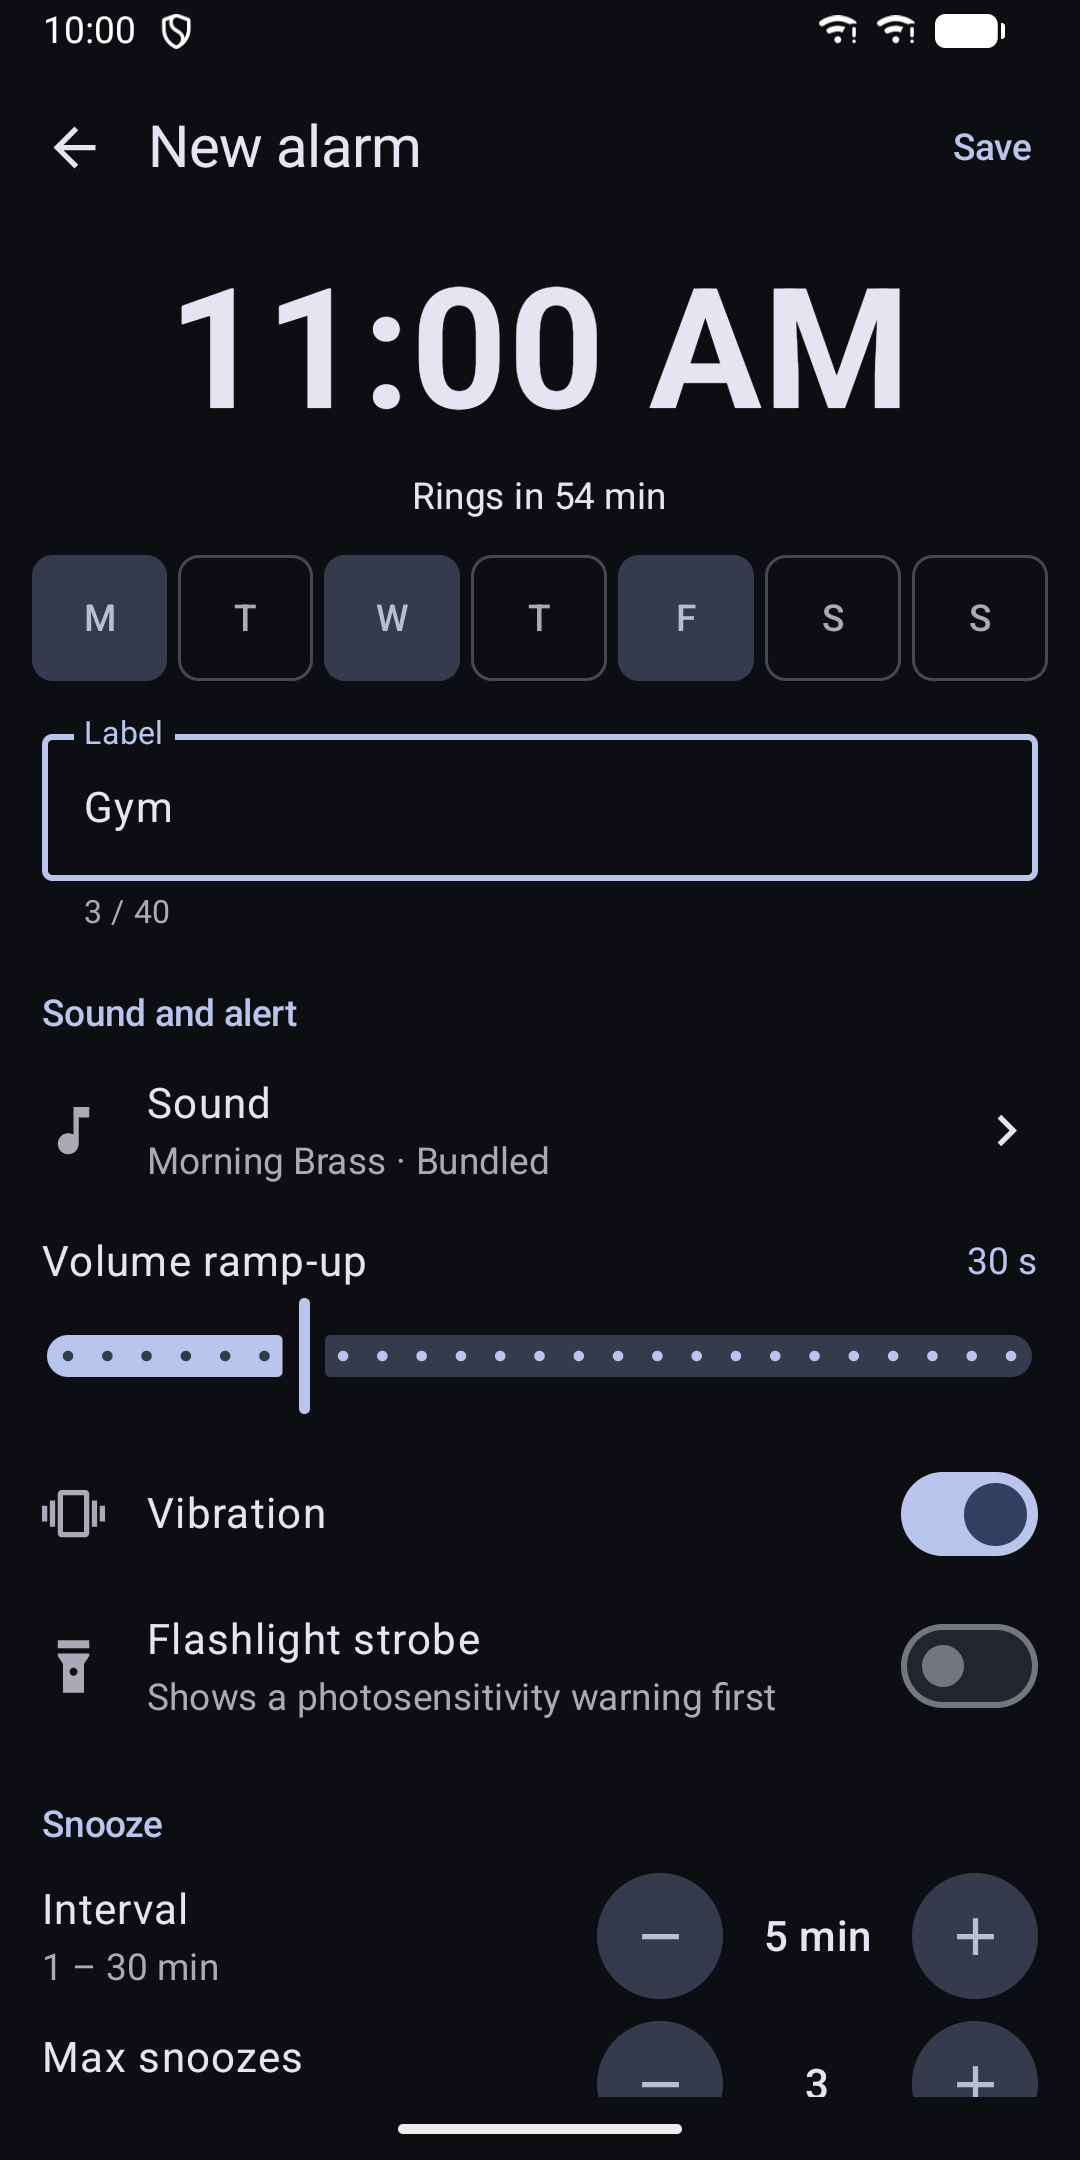 10:00
New alarm
Save
11:00 AM
Rings in 54 min
M T W T F S S
Label
Gym
3 / 40
Sound and alert
Sound
Morning Brass · Bundled
Volume ramp-up
30 s
Vibration
Flashlight strobe
Shows a photosensitivity warning first
Snooze
Interval
1 – 30 min
5 min
Max snoozes
3